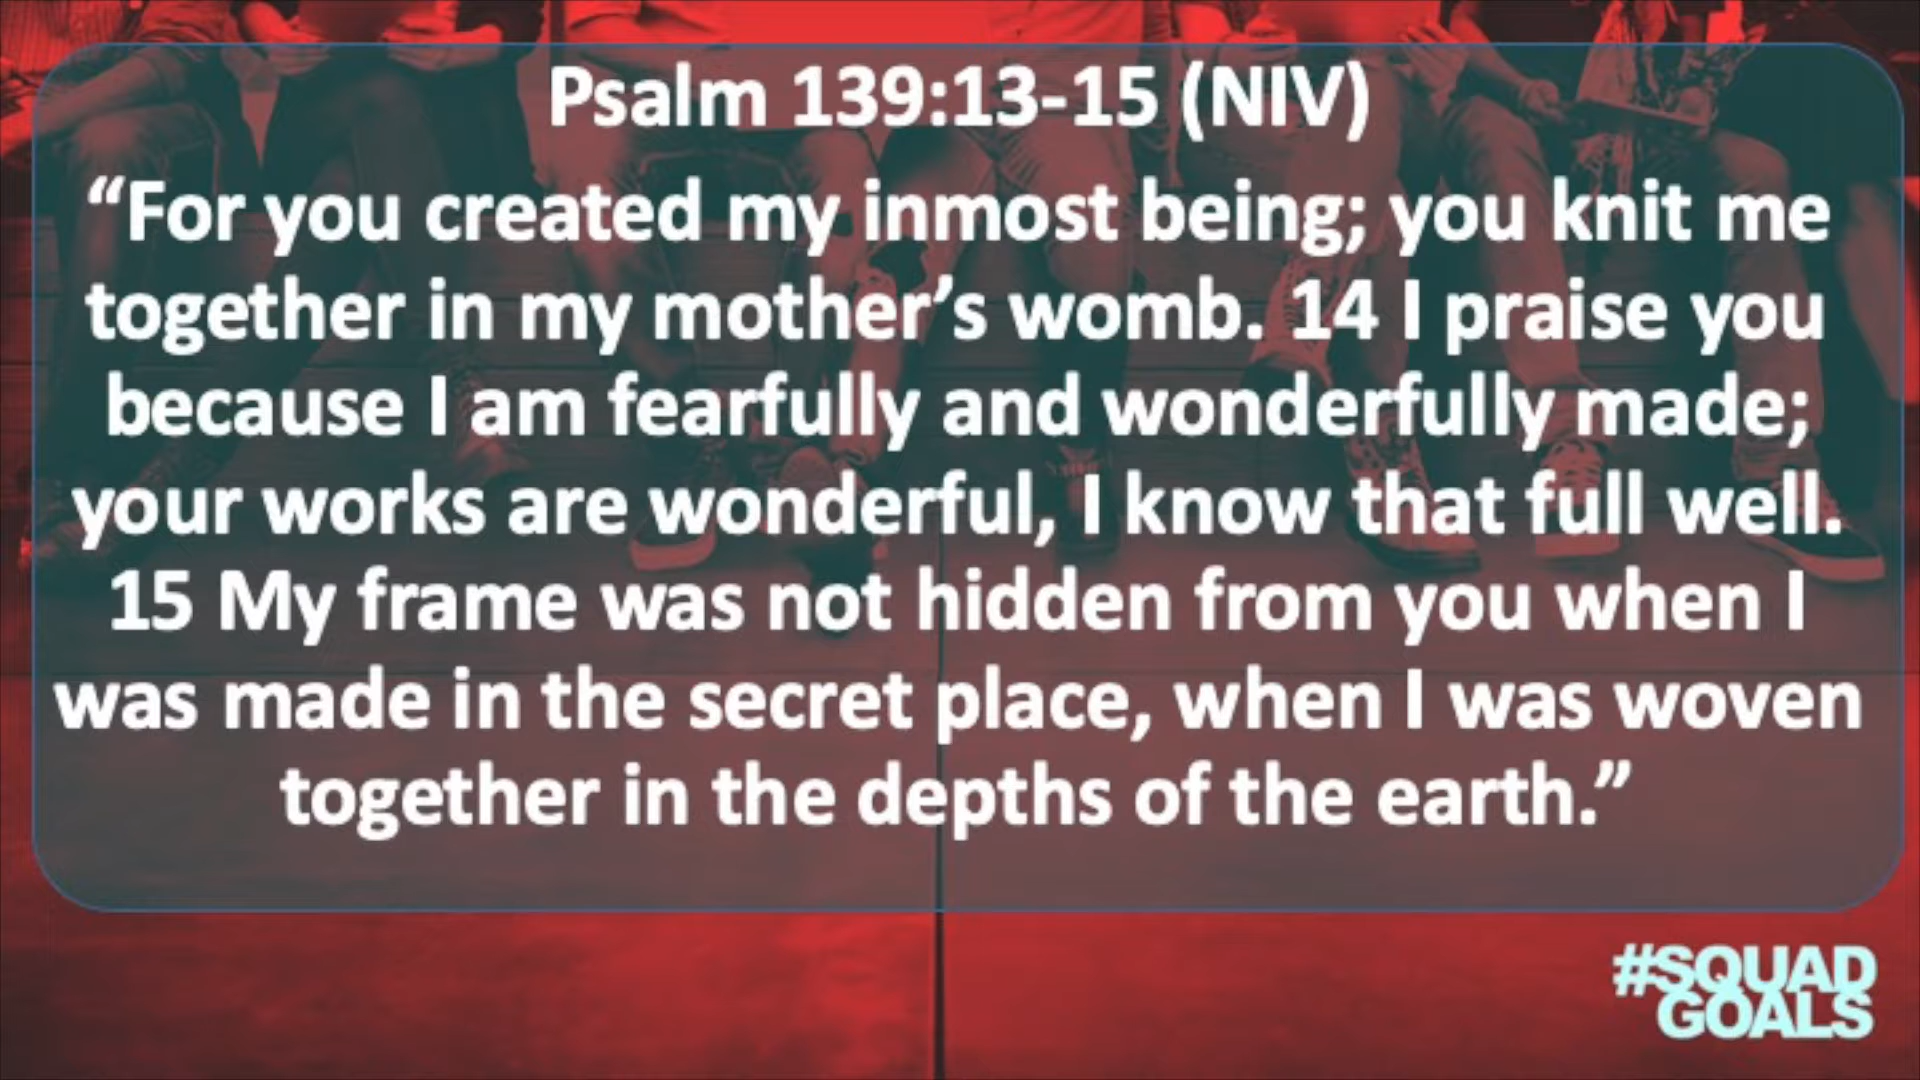 Psalm 139:13-15 (NIV)
“For you created my inmost being; you knit me
together in my mother’s womb. 14 I praise you
because I am fearfully and wonderfully made;
your works are wonderful, I know that full well.
15 My frame was not hidden from you when I
was made in the secret place, when I was woven
together in the depths of the earth.”
#SQUAD
GOALS